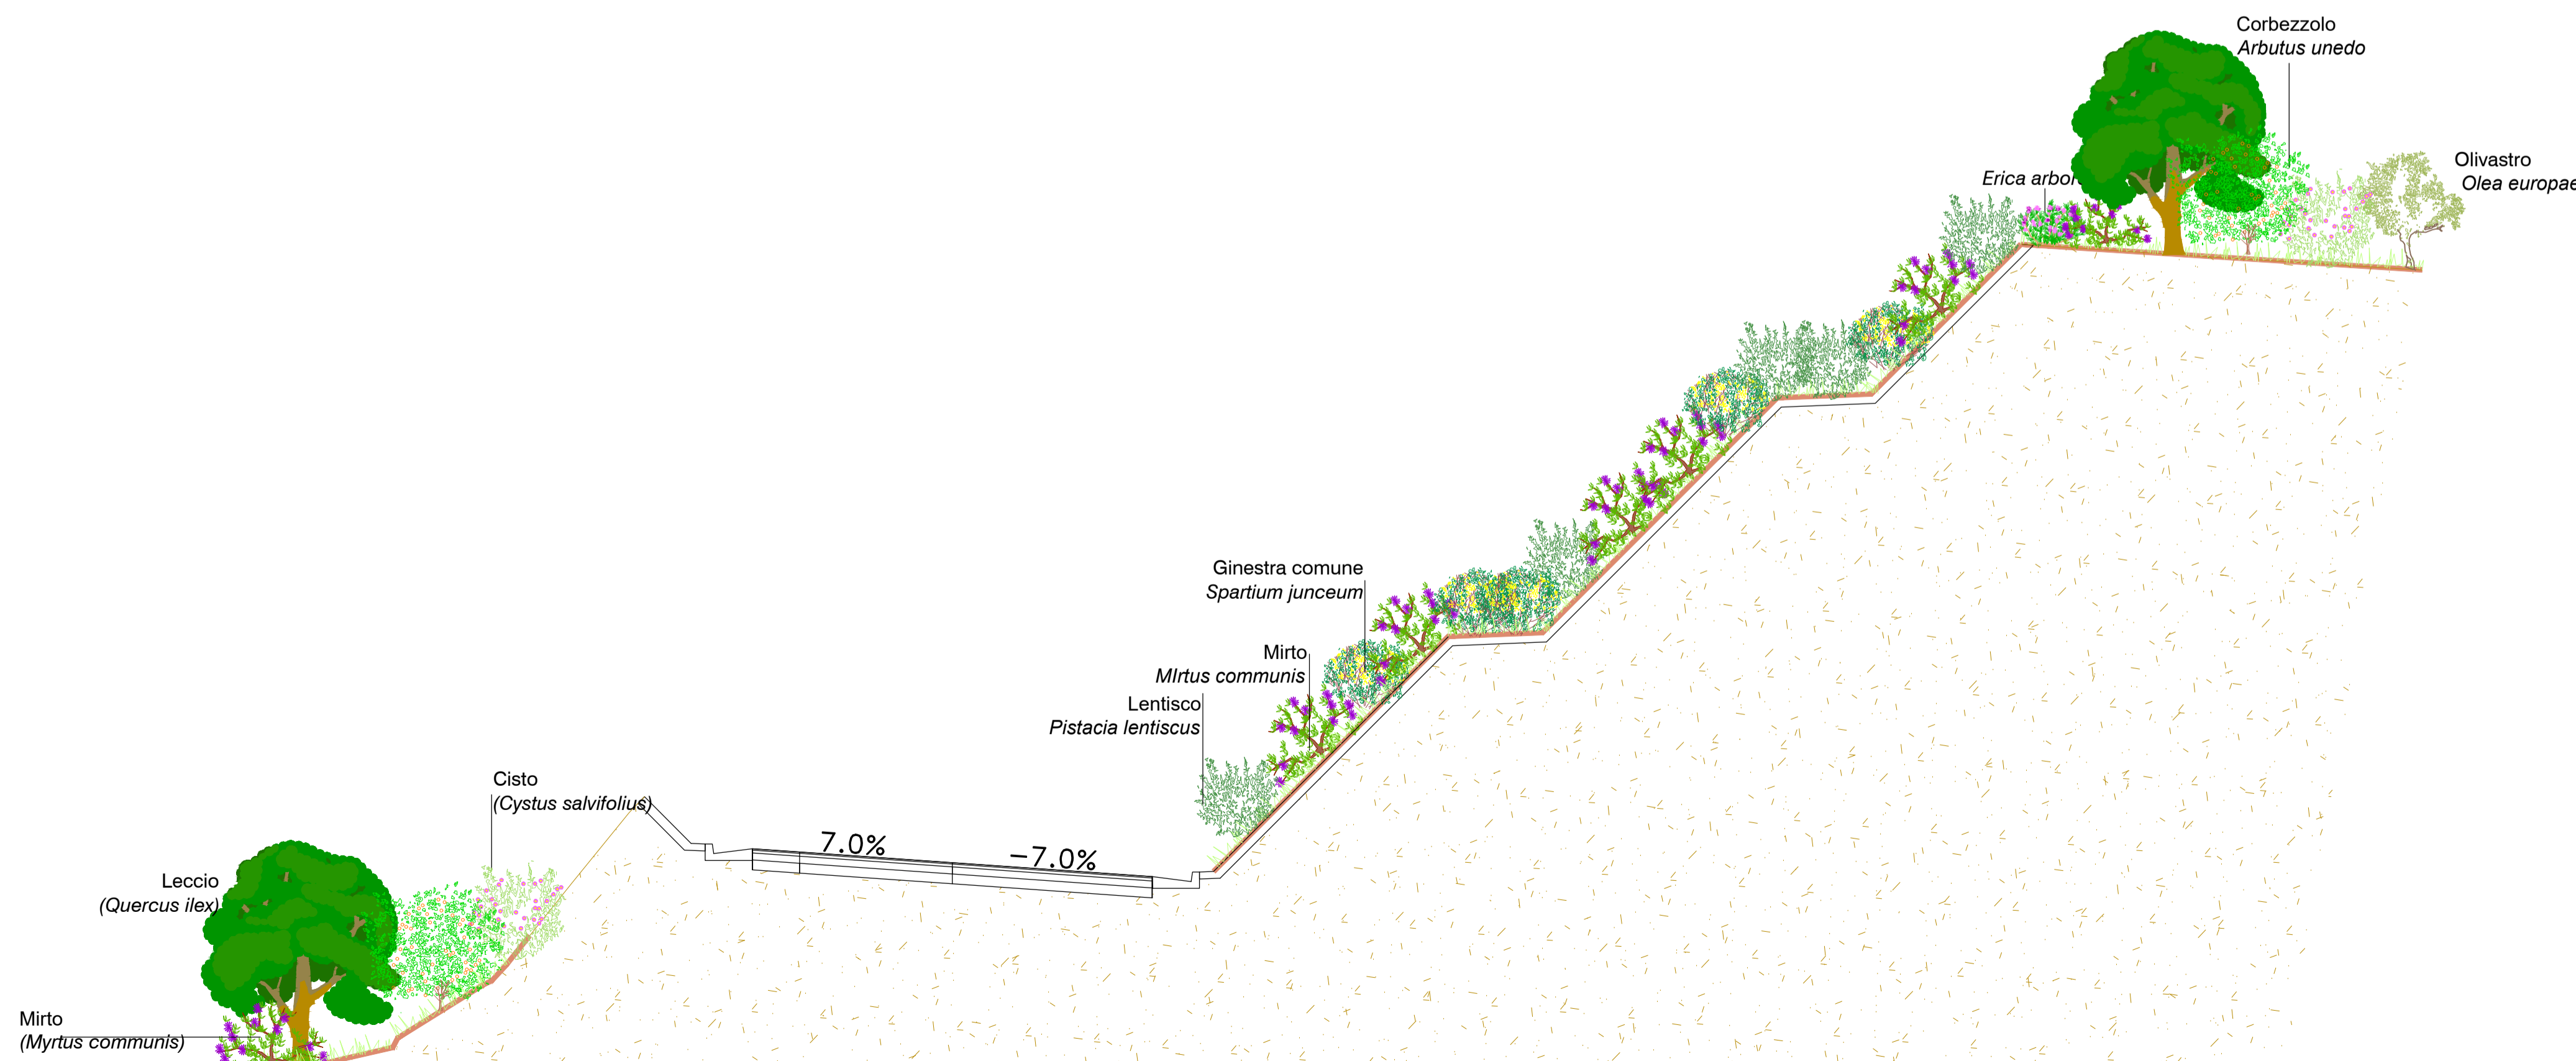 Corbezzolo
Arbutus unedo
Olivastro
Olea europae
Erica arbor
Ginestra comune
Spartium junceum
Mirto
MIrtus communis
Lentisco
Pistacia lentiscus
Cisto
(Cystus salvifolius)
7.0%
−7.0%
Leccio
(Quercus ilex)
Mirto
(Myrtus communis)